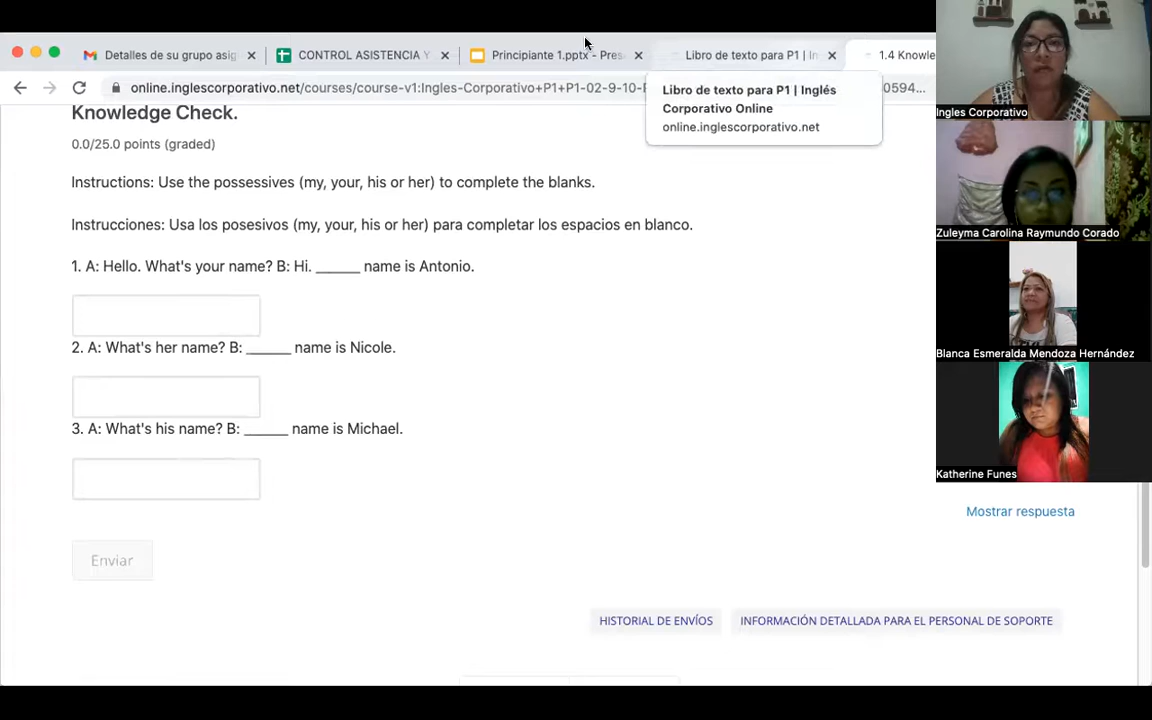 Detalles de su grupo asig
CONTROL ASISTENCIA Y
Principiante 1.pptx - Pres
Libro de texto para P1 | In
1.4 Knowle
online.inglescorporativo.net/courses/course-v1:Ingles-Corporativo+P1+P1-02-9-10-P
0594...
Libro de texto para P1 | Inglés
Corporativo Online
online.inglescorporativo.net
Knowledge Check.
0.0/25.0 points (graded)
Instructions: Use the possessives (my, your, his or her) to complete the blanks.
Instrucciones: Usa los posesivos (my, your, his or her) para completar los espacios en blanco.
1. A: Hello. What's your name? B: Hi. ______ name is Antonio.
2. A: What's her name? B: ______ name is Nicole.
3. A: What's his name? B: ______ name is Michael.
Mostrar respuesta
Enviar
HISTORIAL DE ENVÍOS
INFORMACIÓN DETALLADA PARA EL PERSONAL DE SOPORTE
Ingles Corporativo
Zuleyma Carolina Raymundo Corado
Blanca Esmeralda Mendoza Hernández
Katherine Funes